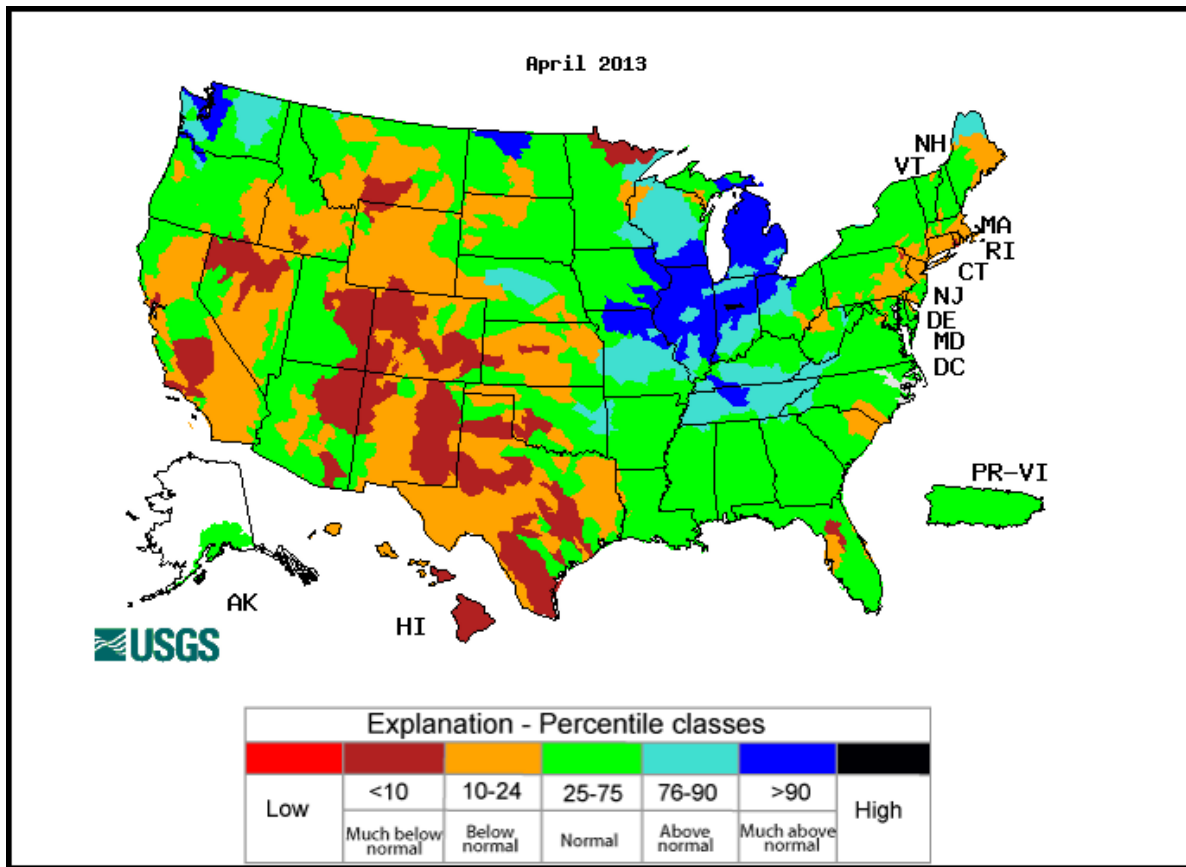 April 2013
NH
VT
MA
RI
CT
NJ
DE
MD
DC
PR-VI
AK
HI
USGS
Explanation - Percentile classes
Low
<10
10-24
25-75
76-90
>90
High
Much below normal
Below normal
Normal
Above normal
Much above normal